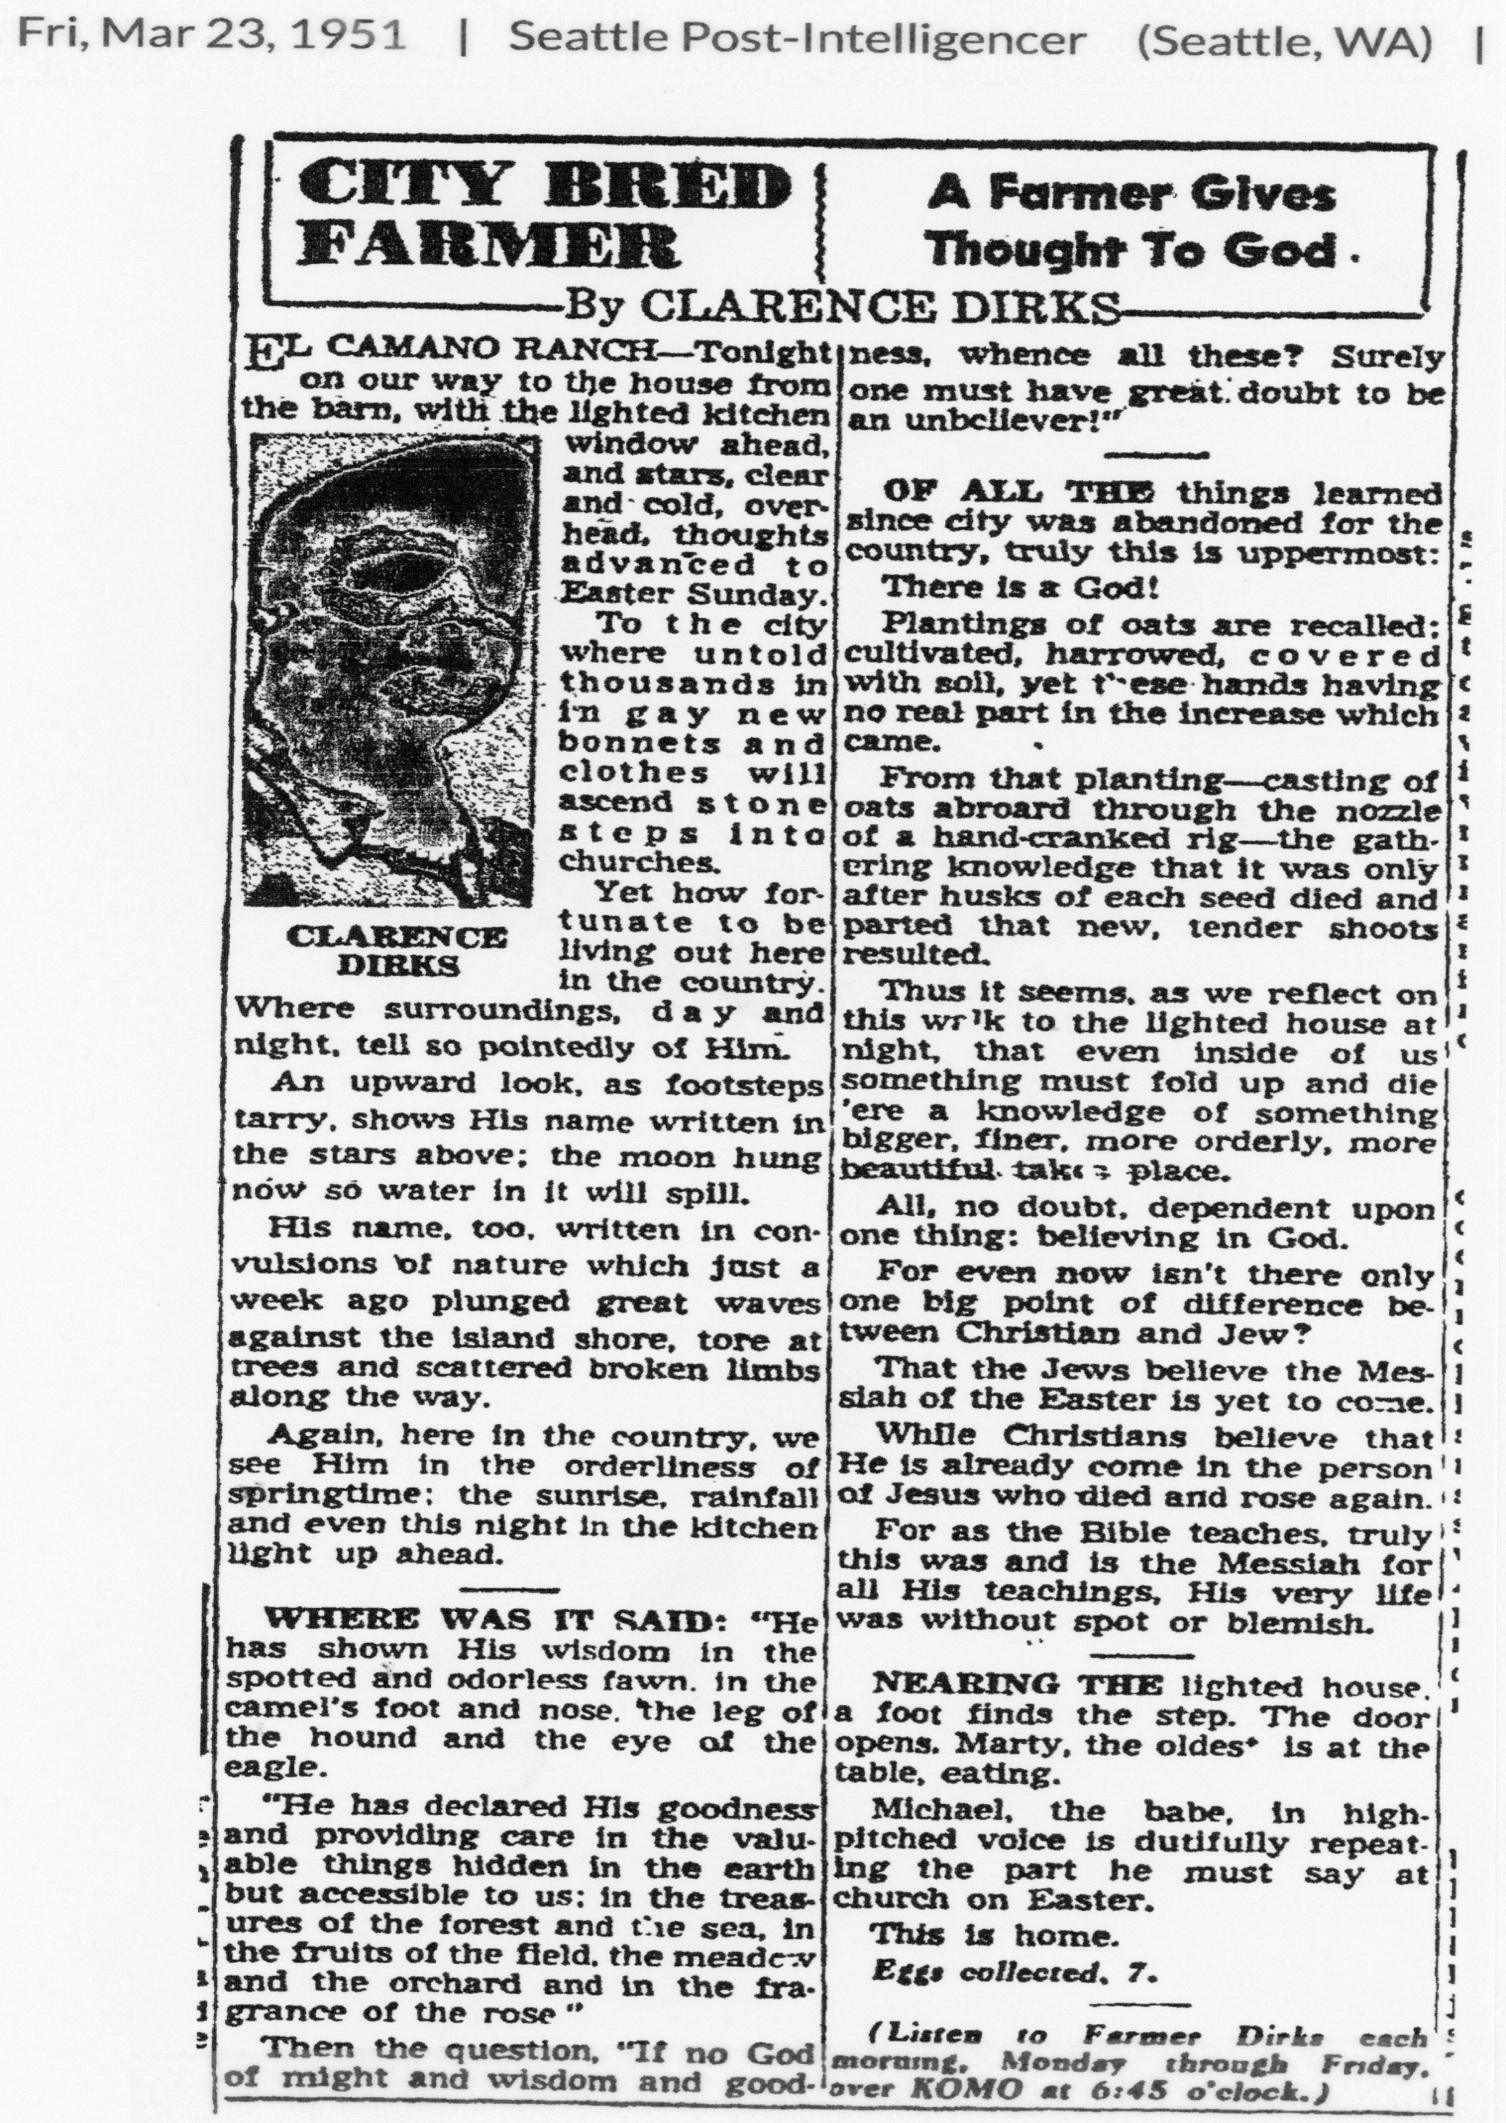 Fri, Mar 23, 1951 | Seattle Post-Intelligencer (Seattle, WA) |
CITY BRED
FARMER
A Farmer Gives
Thought To God.
By CLARENCE DIRKS
EL CAMANO RANCH—Tonight
on our way to the house from
the barn, with the lighted kitchen
window ahead,
and stars, clear
and cold, over-
head, thoughts
advanced to
Easter Sunday.
To the city
where untold
thousands in
in gay new
bonnets and
clothes will
ascend stone
steps into
churches.
Yet how for-
tunate to be
living out here
in the country.
CLARENCE
DIRKS
Where surroundings, day and
night, tell so pointedly of Him.
An upward look, as footsteps
tarry, shows His name written in
the stars above; the moon hung
now so water in it will spill.
His name, too, written in con-
vulsions of nature which just a
week ago plunged great waves
against the island shore, tore at
trees and scattered broken limbs
along the way.
Again, here in the country, we
see Him in the orderliness of
springtime; the sunrise, rainfall
and even this night in the kitchen
light up ahead.
WHERE WAS IT SAID: "He
has shown His wisdom in the
spotted and odorless fawn, in the
camel's foot and nose, the leg of
the hound and the eye of the
eagle.
"He has declared His goodness
and providing care in the valu-
able things hidden in the earth
but accessible to us; in the treas-
ures of the forest and the sea, in
the fruits of the field, the meadow
and the orchard and in the fra-
grance of the rose"
Then the question, "If no God
of might and wisdom and good-
ness, whence all these? Surely
one must have great doubt to be
an unbeliever!"
OF ALL THE things learned
since city was abandoned for the
country, truly this is uppermost:
There is a God!
Plantings of oats are recalled;
cultivated, harrowed, covered
with soil, yet these hands having
no real part in the increase which
came.
From that planting—casting of
oats abroard through the nozzle
of a hand-cranked rig—the gath-
ering knowledge that it was only
after husks of each seed died and
parted that new, tender shoots
resulted.
Thus it seems, as we reflect on
this walk to the lighted house at
night, that even inside of us
something must fold up and die
'ere a knowledge of something
bigger, finer, more orderly, more
beautiful takes place.
All, no doubt, dependent upon
one thing: believing in God.
For even now isn't there only
one big point of difference be-
tween Christian and Jew?
That the Jews believe the Mes-
siah of the Easter is yet to come.
While Christians believe that
He is already come in the person
of Jesus who died and rose again.
For as the Bible teaches, truly
this was and is the Messiah for
all His teachings, His very life
was without spot or blemish.
NEARING THE lighted house,
a foot finds the step. The door
opens. Marty, the oldest is at the
table, eating.
Michael, the babe, in high-
pitched voice is dutifully repeat-
ing the part he must say at
church on Easter.
This is home.
Eggs collected, 7.
(Listen to Farmer Dirks each
morning, Monday through Friday,
over KOMO at 6:45 o'clock.)